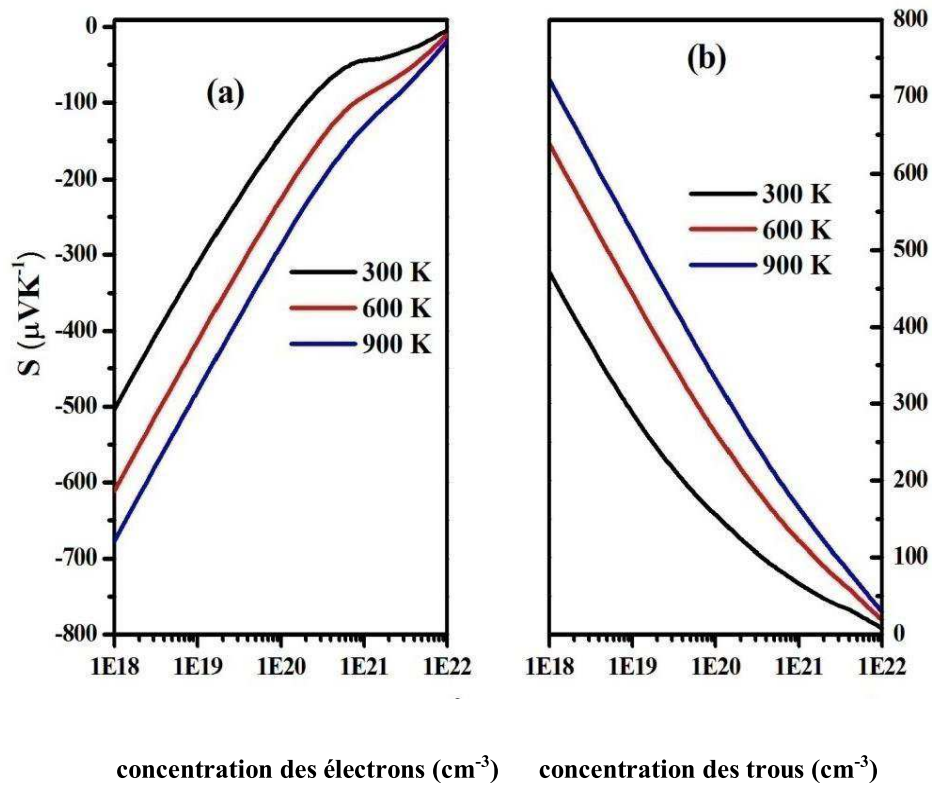 0
-100
-200
-300
-400
-500
-600
-700
-800
S (μVK⁻¹)
(a)
300 K
600 K
900 K
1E18 1E19 1E20 1E21 1E22
concentration des électrons (cm⁻³)
(b)
300 K
600 K
900 K
800
700
600
500
400
300
200
100
0
1E18 1E19 1E20 1E21 1E22
concentration des trous (cm⁻³)